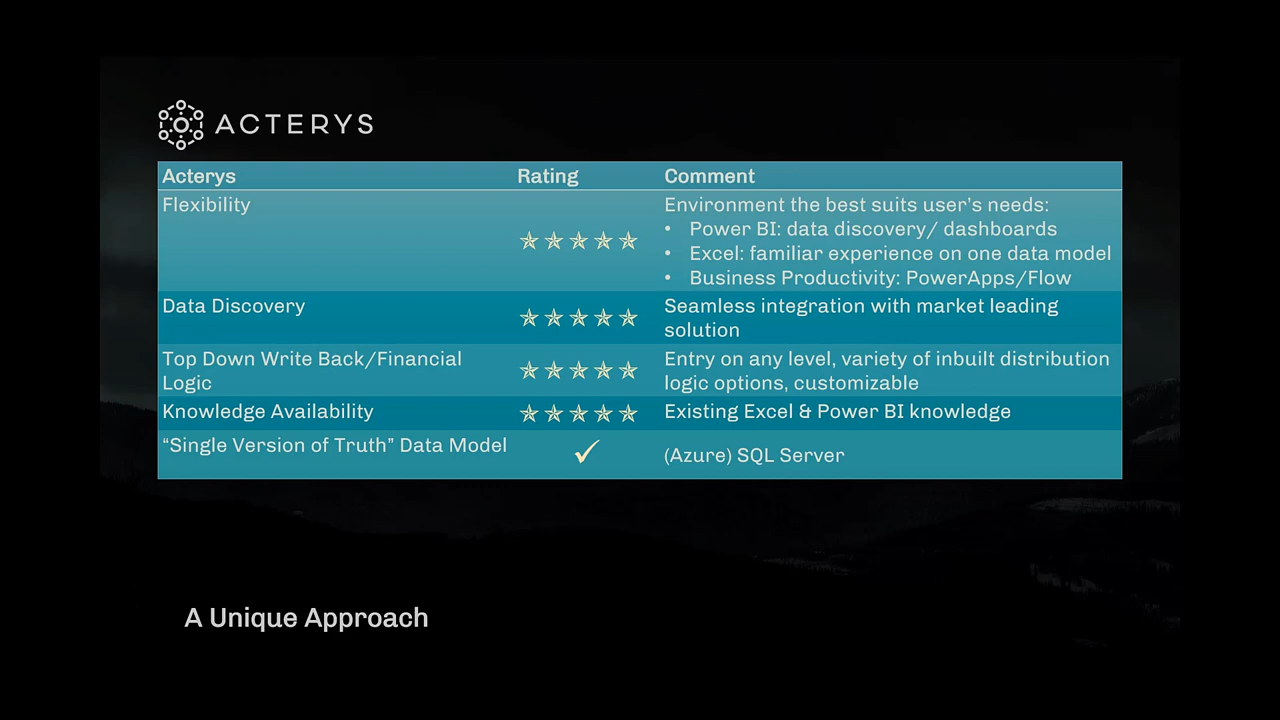 ACTERYS
Acterys Rating Comment
Flexibility
Environment the best suits user's needs:
★★★★★
• Power BI: data discovery/ dashboards
• Excel: familiar experience on one data model
• Business Productivity: PowerApps/Flow
Data Discovery ★★★★★ Seamless integration with market leading
solution
Top Down Write Back/Financial
Logic
★★★★★
Entry on any level, variety of inbuilt distribution
logic options, customizable
Knowledge Availability ★★★★★ Existing Excel & Power BI knowledge
“Single Version of Truth” Data Model ✓ (Azure) SQL Server
A Unique Approach